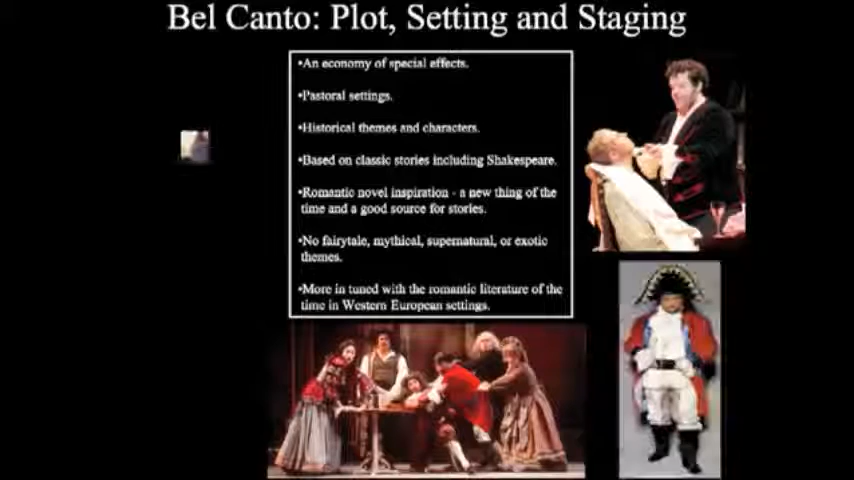 Bel Canto: Plot, Setting and Staging
•An economy of special effects.
•Pastoral settings.
•Historical themes and characters.
•Based on classic stories including Shakespeare.
•Romantic novel inspiration - a new thing of the
time and a good source for stories.
•No fairytale, mythical, supernatural, or exotic
themes.
•More in tuned with the romantic literature of the
time in Western European settings.